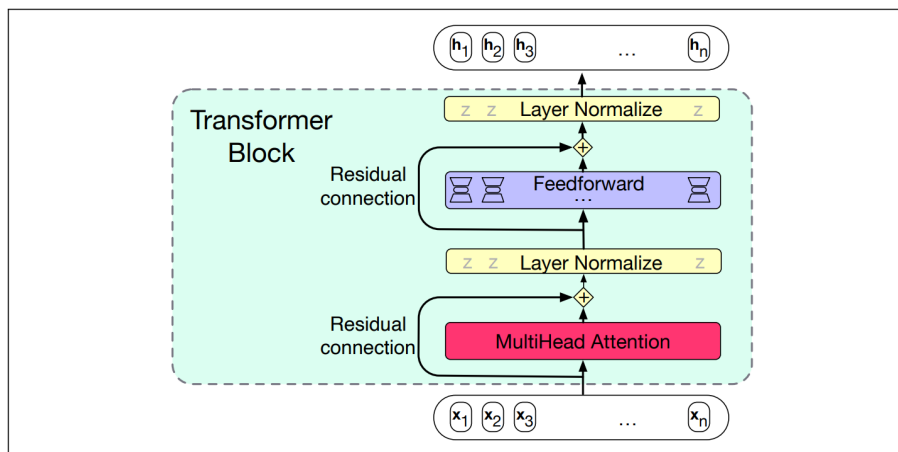 h1 h2 h3 ... hn
z z Layer Normalize z
Transformer
Block
+
Residual
connection
Feedforward
...
z z Layer Normalize z
+
Residual
connection
MultiHead Attention
x1 x2 x3 ... xn